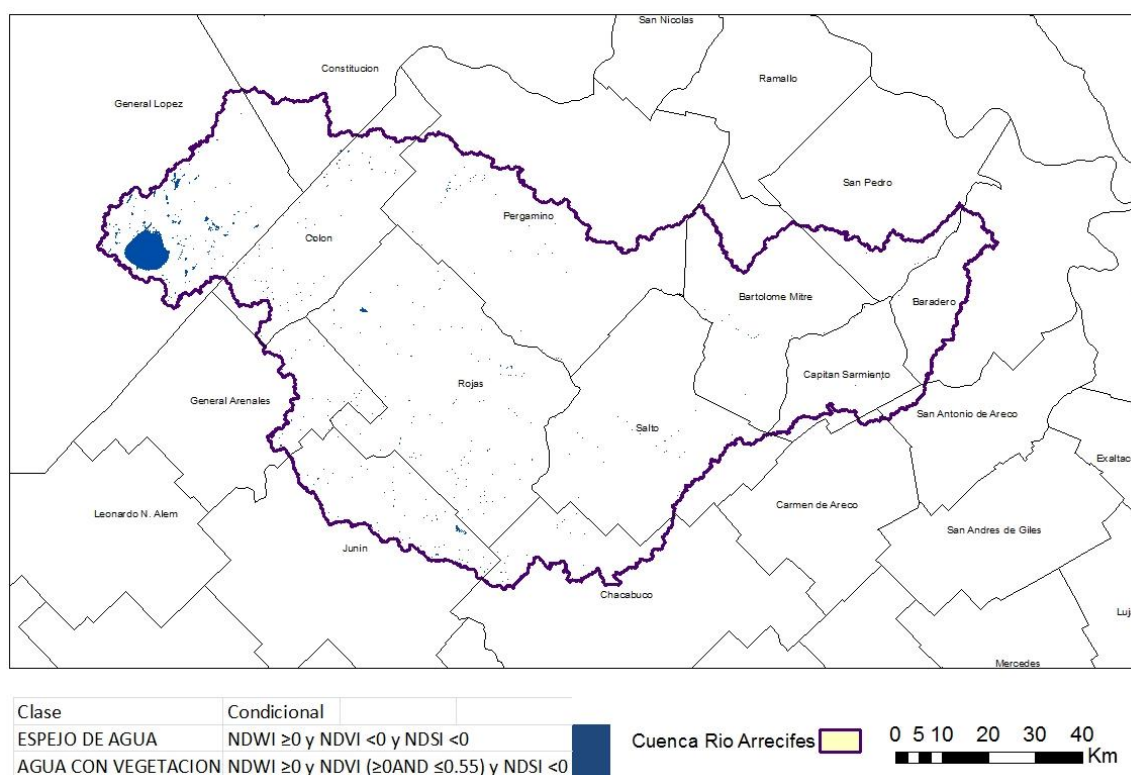 San Nicolas
Constitucion
Ramallo
General Lopez
San Pedro
Pergamino
Colon
Bartolome Mitre
Baradero
Capitan Sarmiento
Rojas
General Arenales
San Antonio de Areco
Salto
Exaltac
Leonardo N. Alem
Carmen de Areco
San Andres de Giles
Junin
Chacabuco
Luj
Mercedes
Clase Condicional
ESPEJO DE AGUA NDWI ≥0 y NDVI <0 y NDSI <0
AGUA CON VEGETACION NDWI ≥0 y NDVI (≥0AND ≤0.55) y NDSI <0
Cuenca Rio Arrecifes
0 5 10 20 30 40
Km